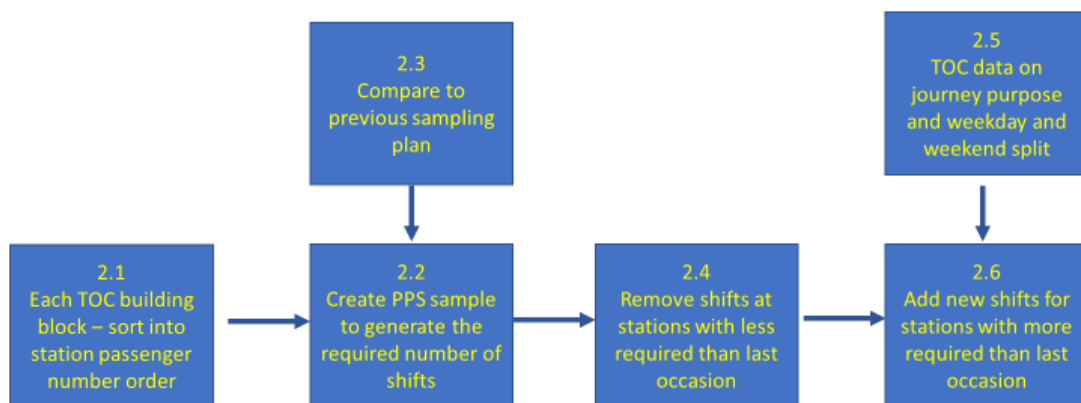 2.3
Compare to
previous sampling
plan
2.5
TOC data on
journey purpose
and weekday and
weekend split
2.1
Each TOC building
block – sort into
station passenger
number order
2.2
Create PPS sample
to generate the
required number of
shifts
2.4
Remove shifts at
stations with less
required than last
occasion
2.6
Add new shifts for
stations with more
required than last
occasion